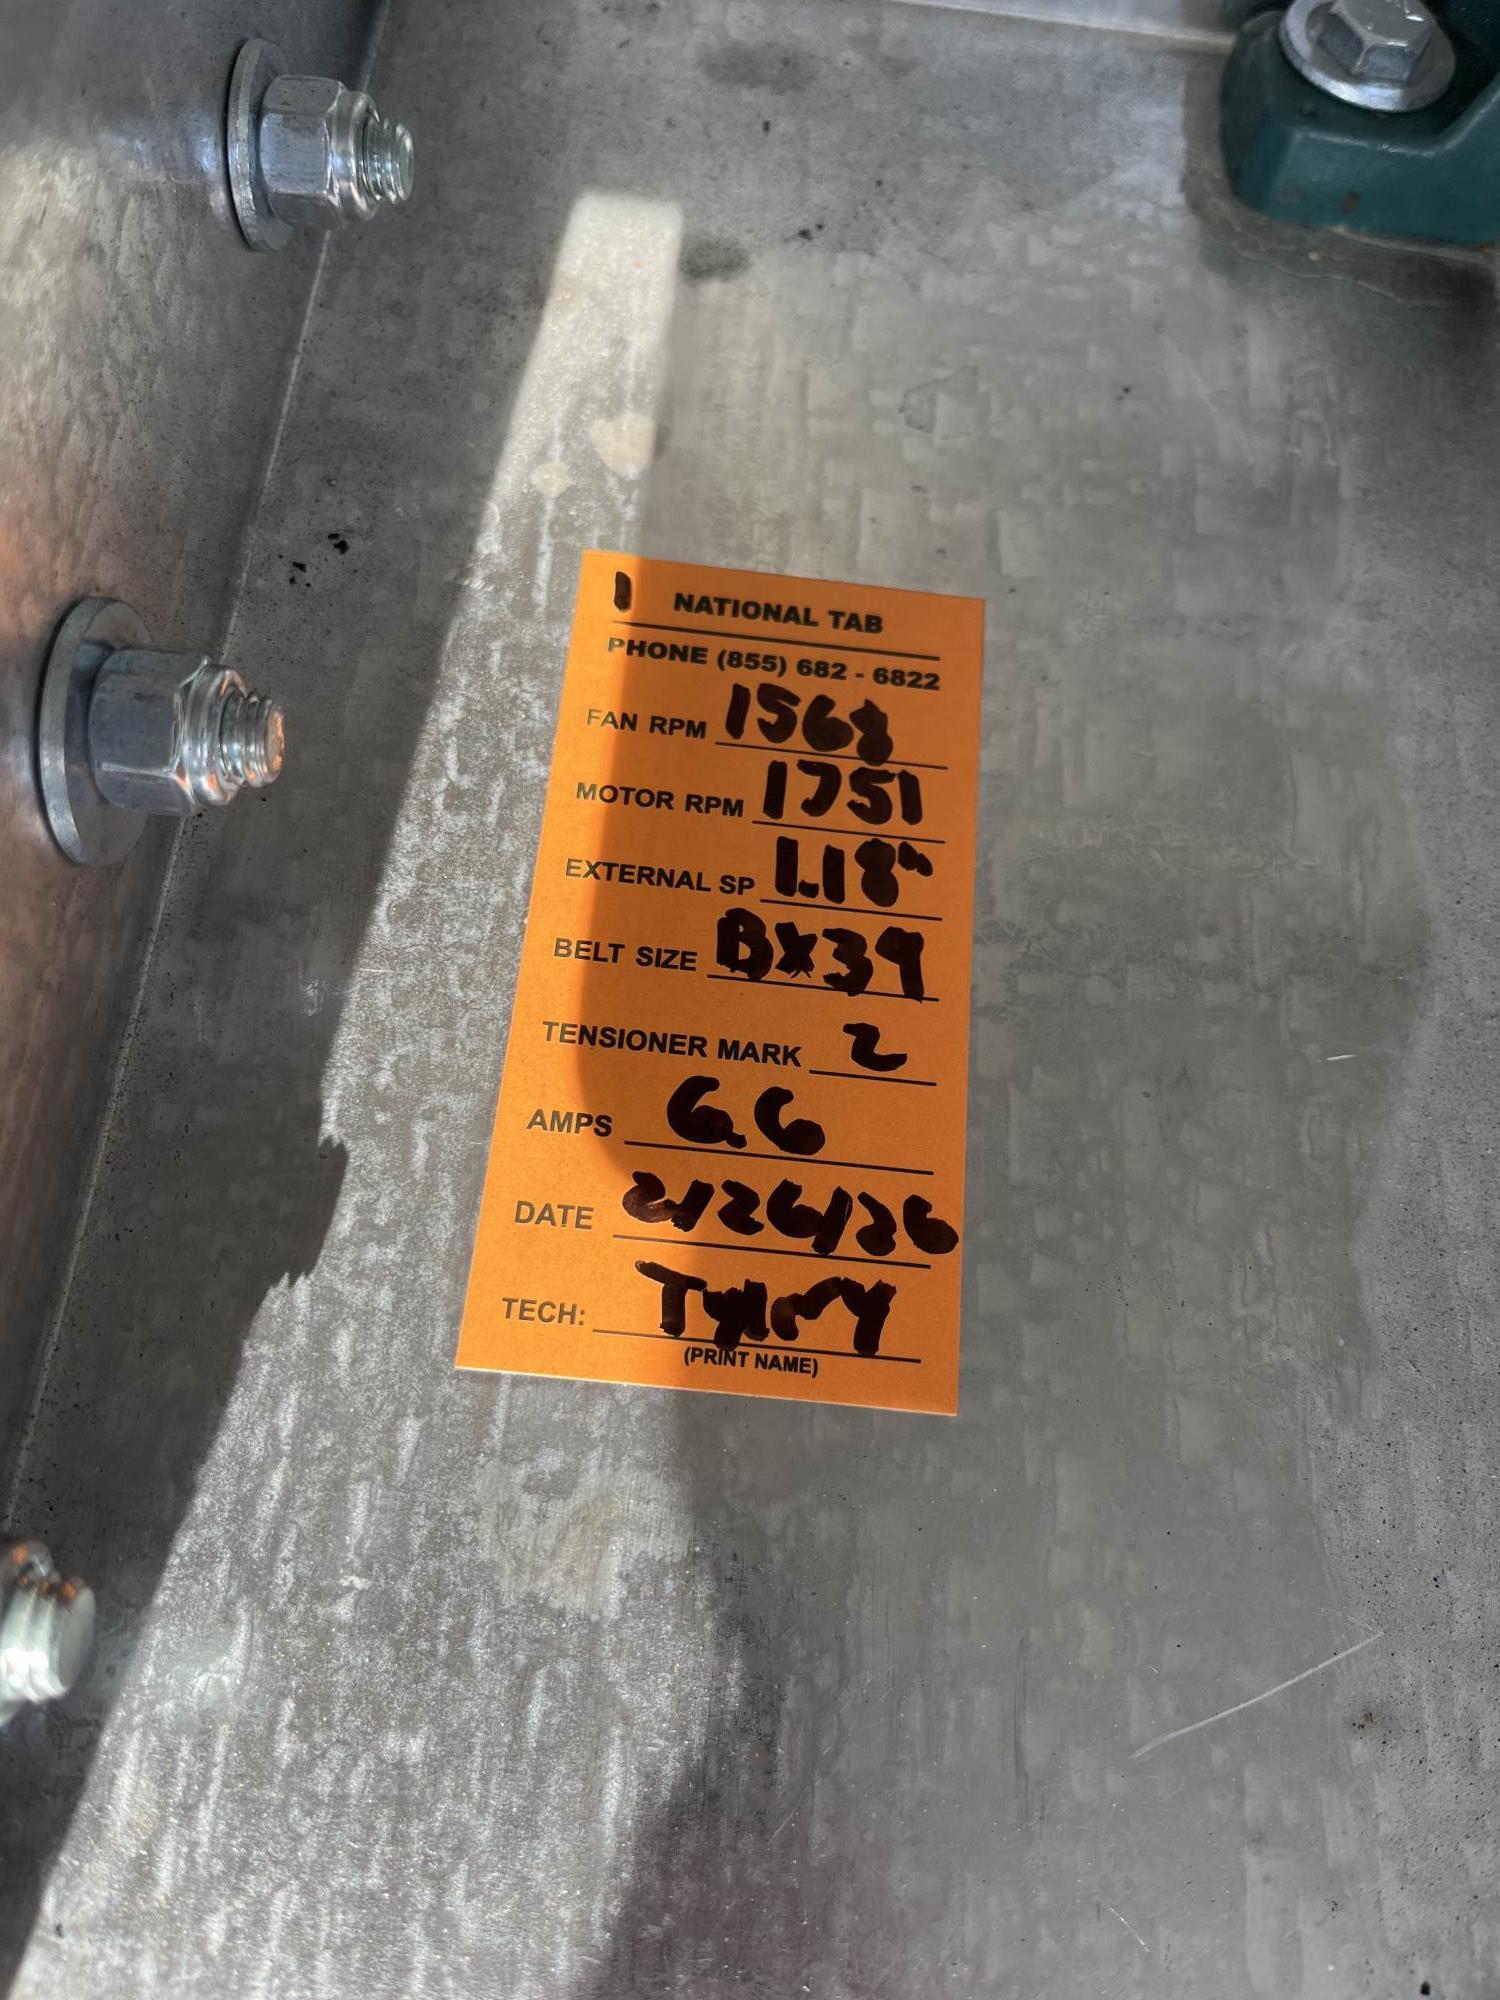 1 NATIONAL TAB
PHONE (855) 682 - 6822
FAN RPM 1568
MOTOR RPM 1751
EXTERNAL SP 1.18"
BELT SIZE BX39
TENSIONER MARK 2
AMPS 6.6
DATE 2/26/26
TECH:
(PRINT NAME)